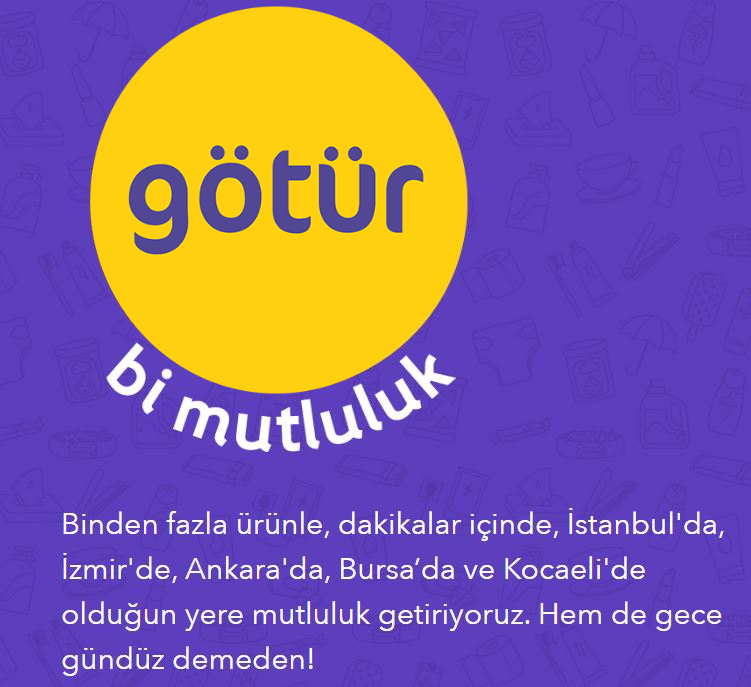 götür
bi mutluluk
Binden fazla ürünle, dakikalar içinde, İstanbul'da,
İzmir'de, Ankara'da, Bursa’da ve Kocaeli'de
olduğun yere mutluluk getiriyoruz. Hem de gece
gündüz demeden!